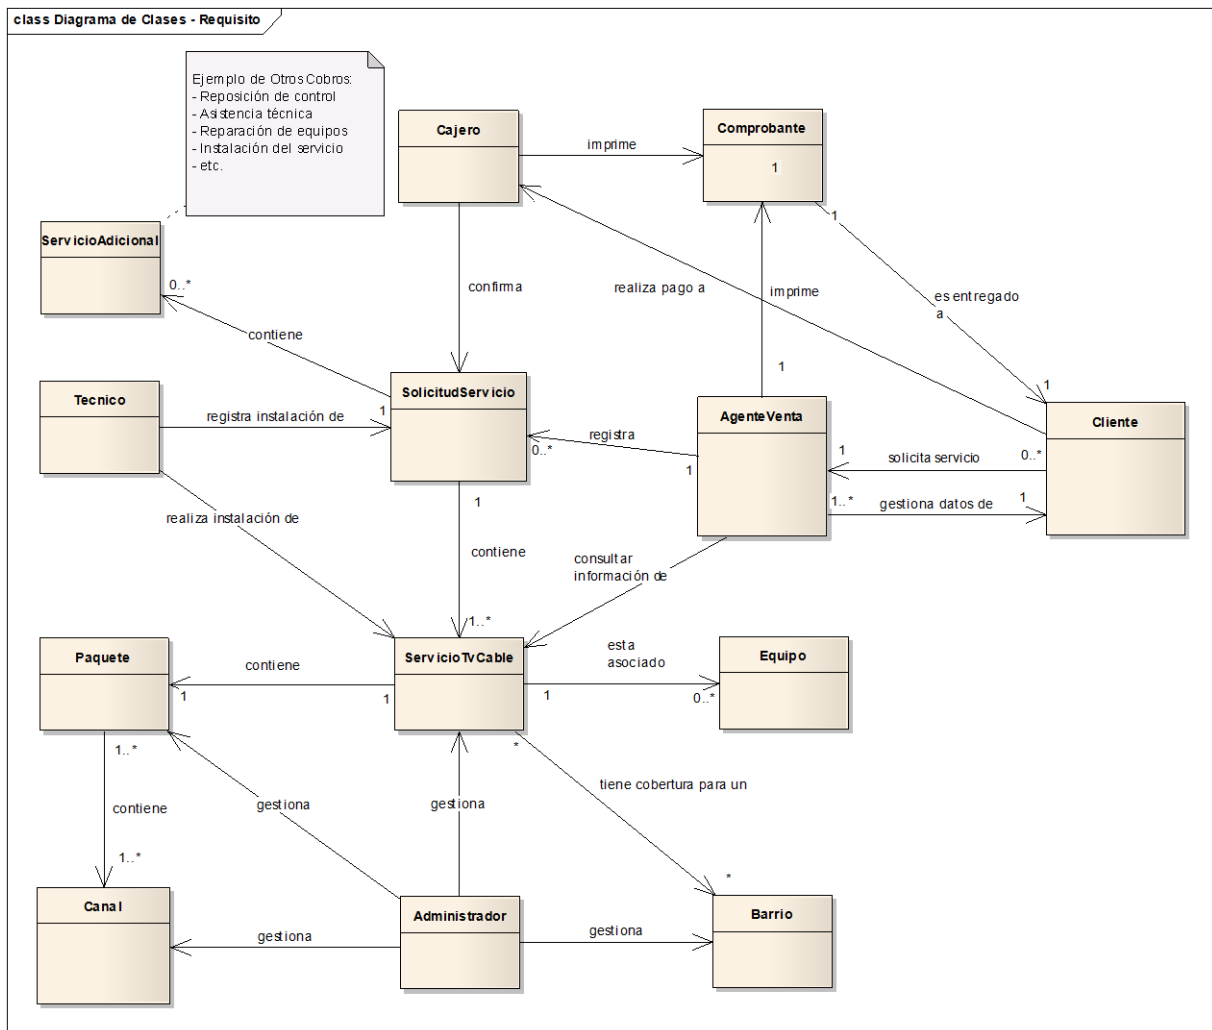 class Diagrama de Clases - Requisito
Ejemplo de Otros Cobros:
- Reposición de control
- Asistencia técnica
- Reparación de equipos
- Instalación del servicio
- etc.
Cajero
imprime
Comprobante
1
ServicioAdicional
0..*
contiene
confirma
realiza pago a
imprime
1
es entregado
a
1
1
Tecnico
registra instalación de
1
SolicitudServicio
0..*
registra
1
AgenteVenta
1
solicita servicio
0..*
Cliente
1..*
gestiona datos de
1
realiza instalación de
1
contiene
1..*
consultar
información de
Paquete
1
contiene
1
ServicioTvCable
1
esta
asociado
0..*
Equipo
1..*
contiene
1..*
gestiona
gestiona
*
tiene cobertura para un
*
Canal
gestiona
Administrador
gestiona
Barrio